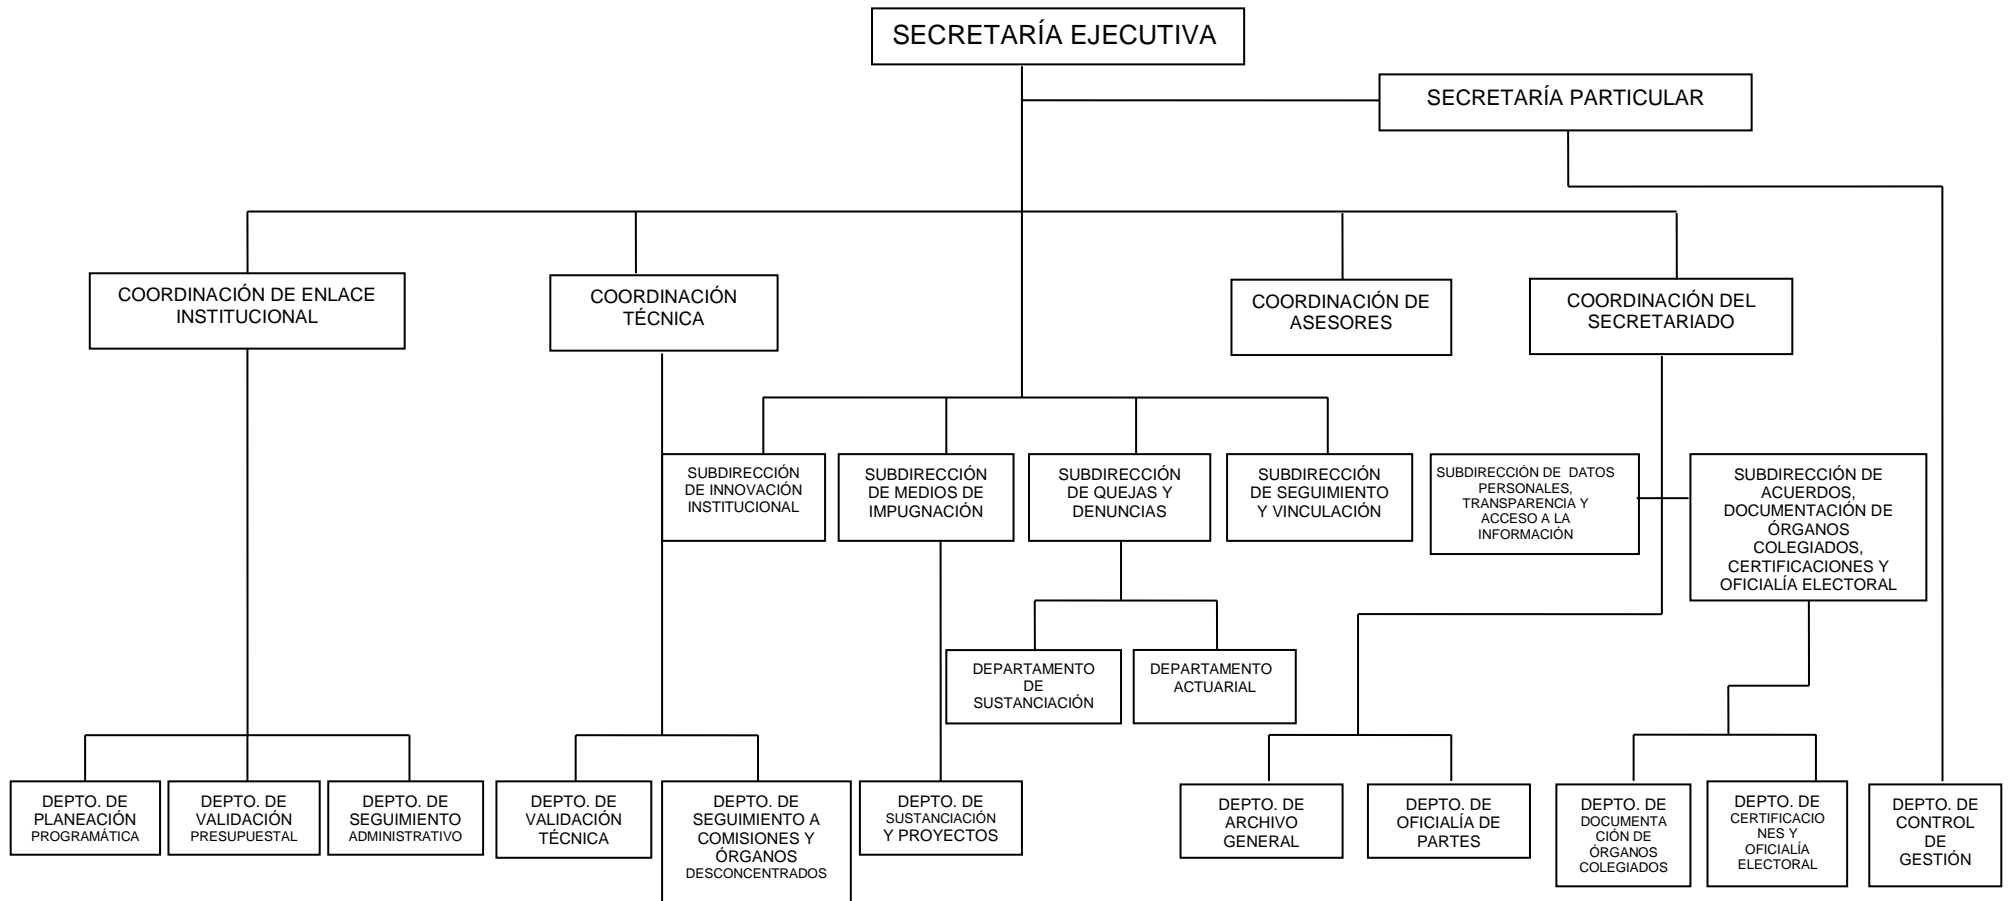 SECRETARÍA EJECUTIVA
SECRETARÍA PARTICULAR
COORDINACIÓN DE ENLACE
INSTITUCIONAL
COORDINACIÓN
TÉCNICA
COORDINACIÓN DE
ASESORES
COORDINACIÓN DEL
SECRETARIADO
SUBDIRECCIÓN
DE INNOVACIÓN
INSTITUCIONAL
SUBDIRECCIÓN
DE MEDIOS DE
IMPUGNACIÓN
SUBDIRECCIÓN
DE QUEJAS Y
DENUNCIAS
SUBDIRECCIÓN
DE SEGUIMIENTO
Y VINCULACIÓN
SUBDIRECCIÓN DE DATOS
PERSONALES,
TRANSPARENCIA Y
ACCESO A LA
INFORMACIÓN
SUBDIRECCIÓN DE
ACUERDOS,
DOCUMENTACIÓN DE
ÓRGANOS
COLEGIADOS,
CERTIFICACIONES Y
OFICIALÍA ELECTORAL
DEPARTAMENTO
DE
SUSTANCIACIÓN
DEPARTAMENTO
ACTUARIAL
DEPTO. DE
PLANEACIÓN
PROGRAMÁTICA
DEPTO. DE
VALIDACIÓN
PRESUPUESTAL
DEPTO. DE
SEGUIMIENTO
ADMINISTRATIVO
DEPTO. DE
VALIDACIÓN
TÉCNICA
DEPTO. DE
SEGUIMIENTO A
COMISIONES Y
ÓRGANOS
DESCONCENTRADOS
DEPTO. DE
SUSTANCIACIÓN
Y PROYECTOS
DEPTO. DE
ARCHIVO
GENERAL
DEPTO. DE
OFICIALÍA DE
PARTES
DEPTO. DE
DOCUMENTA
CIÓN DE
ÓRGANOS
COLEGIADOS
DEPTO. DE
CERTIFICACIO
NES Y
OFICIALÍA
ELECTORAL
DEPTO. DE
CONTROL
DE
GESTIÓN